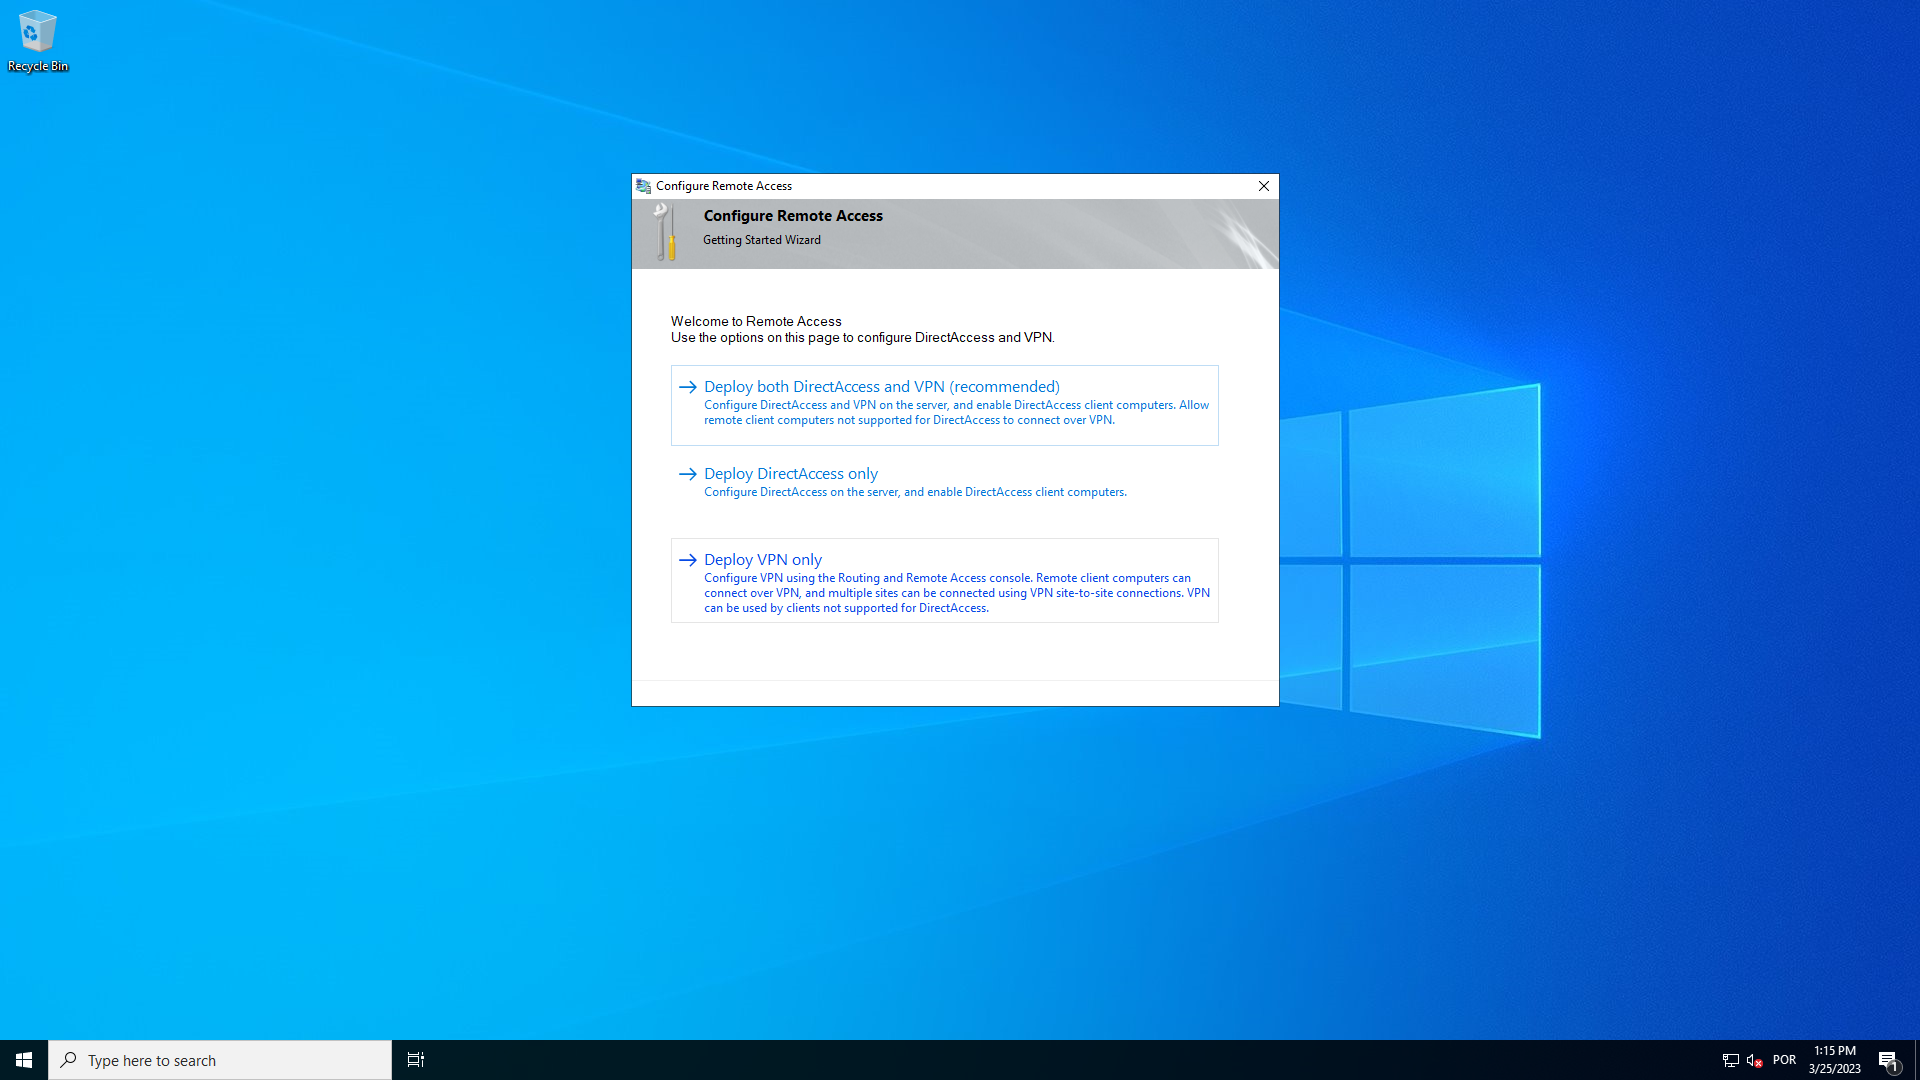 Recycle Bin
Configure Remote Access
Configure Remote Access
Getting Started Wizard
Welcome to Remote Access
Use the options on this page to configure DirectAccess and VPN.
Deploy both DirectAccess and VPN (recommended)
Configure DirectAccess and VPN on the server, and enable DirectAccess client computers. Allow
remote client computers not supported for DirectAccess to connect over VPN.
Deploy DirectAccess only
Configure DirectAccess on the server, and enable DirectAccess client computers.
Deploy VPN only
Configure VPN using the Routing and Remote Access console. Remote client computers can
connect over VPN, and multiple sites can be connected using VPN site-to-site connections. VPN
can be used by clients not supported for DirectAccess.
Type here to search
POR
1:15 PM
3/25/2023
1